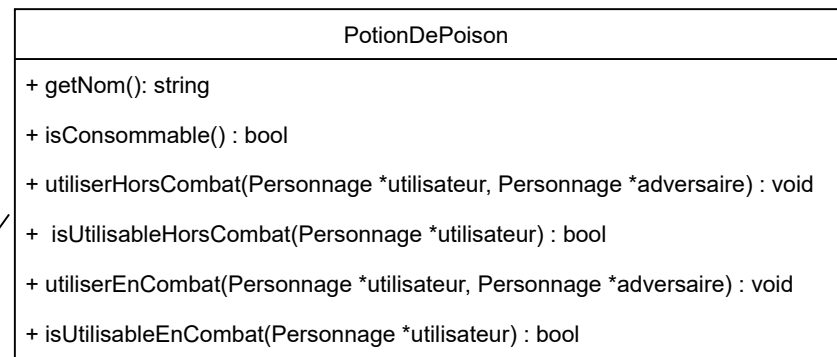 PotionDePoison
+ getNom(): string
+ isConsommable() : bool
+ utiliserHorsCombat(Personnage *utilisateur, Personnage *adversaire) : void
+ isUtilisableHorsCombat(Personnage *utilisateur) : bool
+ utiliserEnCombat(Personnage *utilisateur, Personnage *adversaire) : void
+ isUtilisableEnCombat(Personnage *utilisateur) : bool